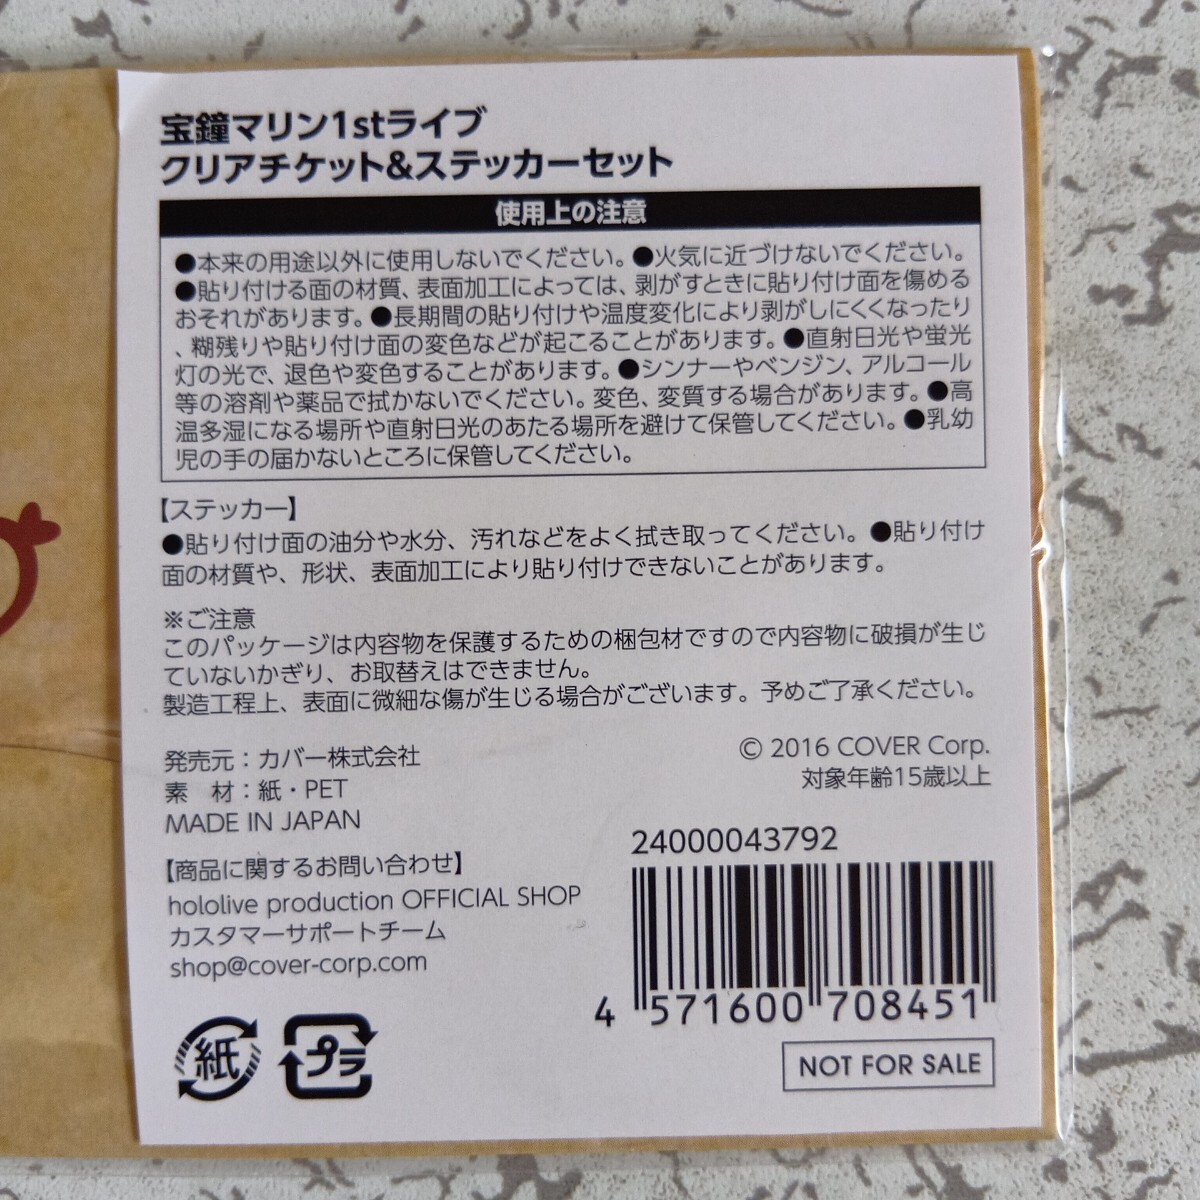 宝鐘マリン1stライブ
クリアチケット&ステッカーセット
使用上の注意
●本来の用途以外に使用しないでください。●火気に近づけないでください。
●貼り付ける面の材質、表面加工によっては、剥がすときに貼り付け面を傷める
おそれがあります。●長期間の貼り付けや温度変化により剥がしにくくなったり
、糊残りや貼り付け面の変色などが起こることがあります。●直射日光や蛍光
灯の光で、退色や変色することがあります。●シンナーやベンジン、アルコール
等の溶剤や薬品で拭かないでください。変色、変質する場合があります。●高
温多湿になる場所や直射日光のあたる場所を避けて保管してください。●乳幼
児の手の届かないところに保管してください。
【ステッカー】
●貼り付け面の油分や水分、汚れなどをよく拭き取ってください。●貼り付け
面の材質や、形状、表面加工により貼り付けできないことがあります。
※ご注意
このパッケージは内容物を保護するための梱包材ですので内容物に破損が生じ
ていないかぎり、お取替えはできません。
製造工程上、表面に微細な傷が生じる場合がございます。予めご了承ください。
発売元：カバー株式会社
素　材：紙・PET
MADE IN JAPAN
© 2016 COVER Corp.
対象年齢15歳以上
【商品に関するお問い合わせ】
hololive production OFFICIAL SHOP
カスタマーサポートチーム
shop@cover-corp.com
24000043792
4 571600 708451
紙 プラ
NOT FOR SALE